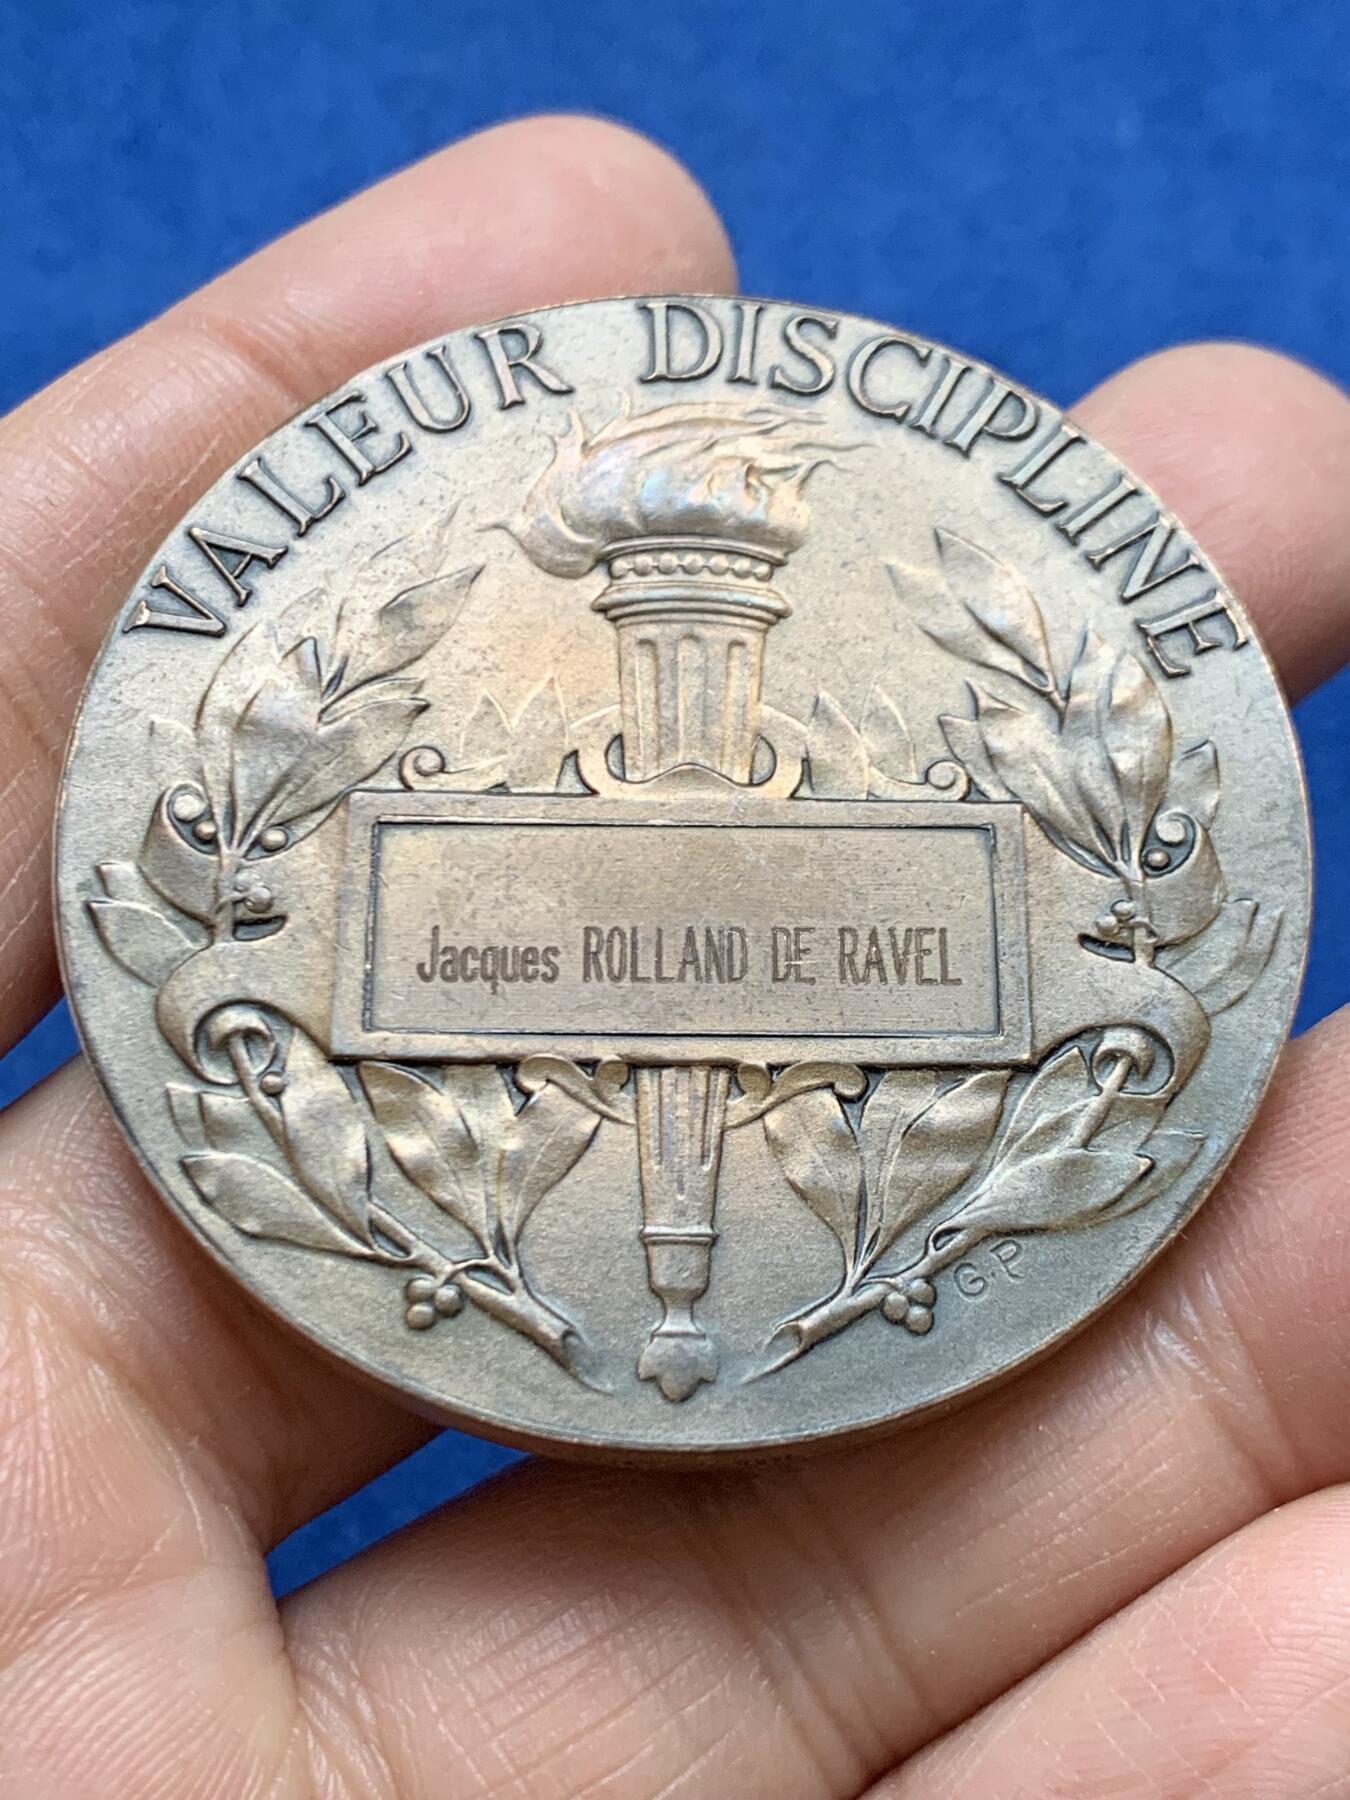 VALEUR DISCIPLINE
Jacques ROLLAND DE RAVEL
G.P